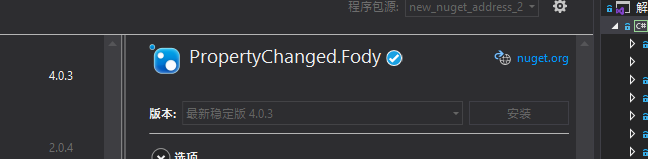 程序包源: new_nuget_address_2
解
C#
PropertyChanged.Fody
nuget.org
4.0.3
版本: 最新稳定版 4.0.3 安装
2.0.4
选项